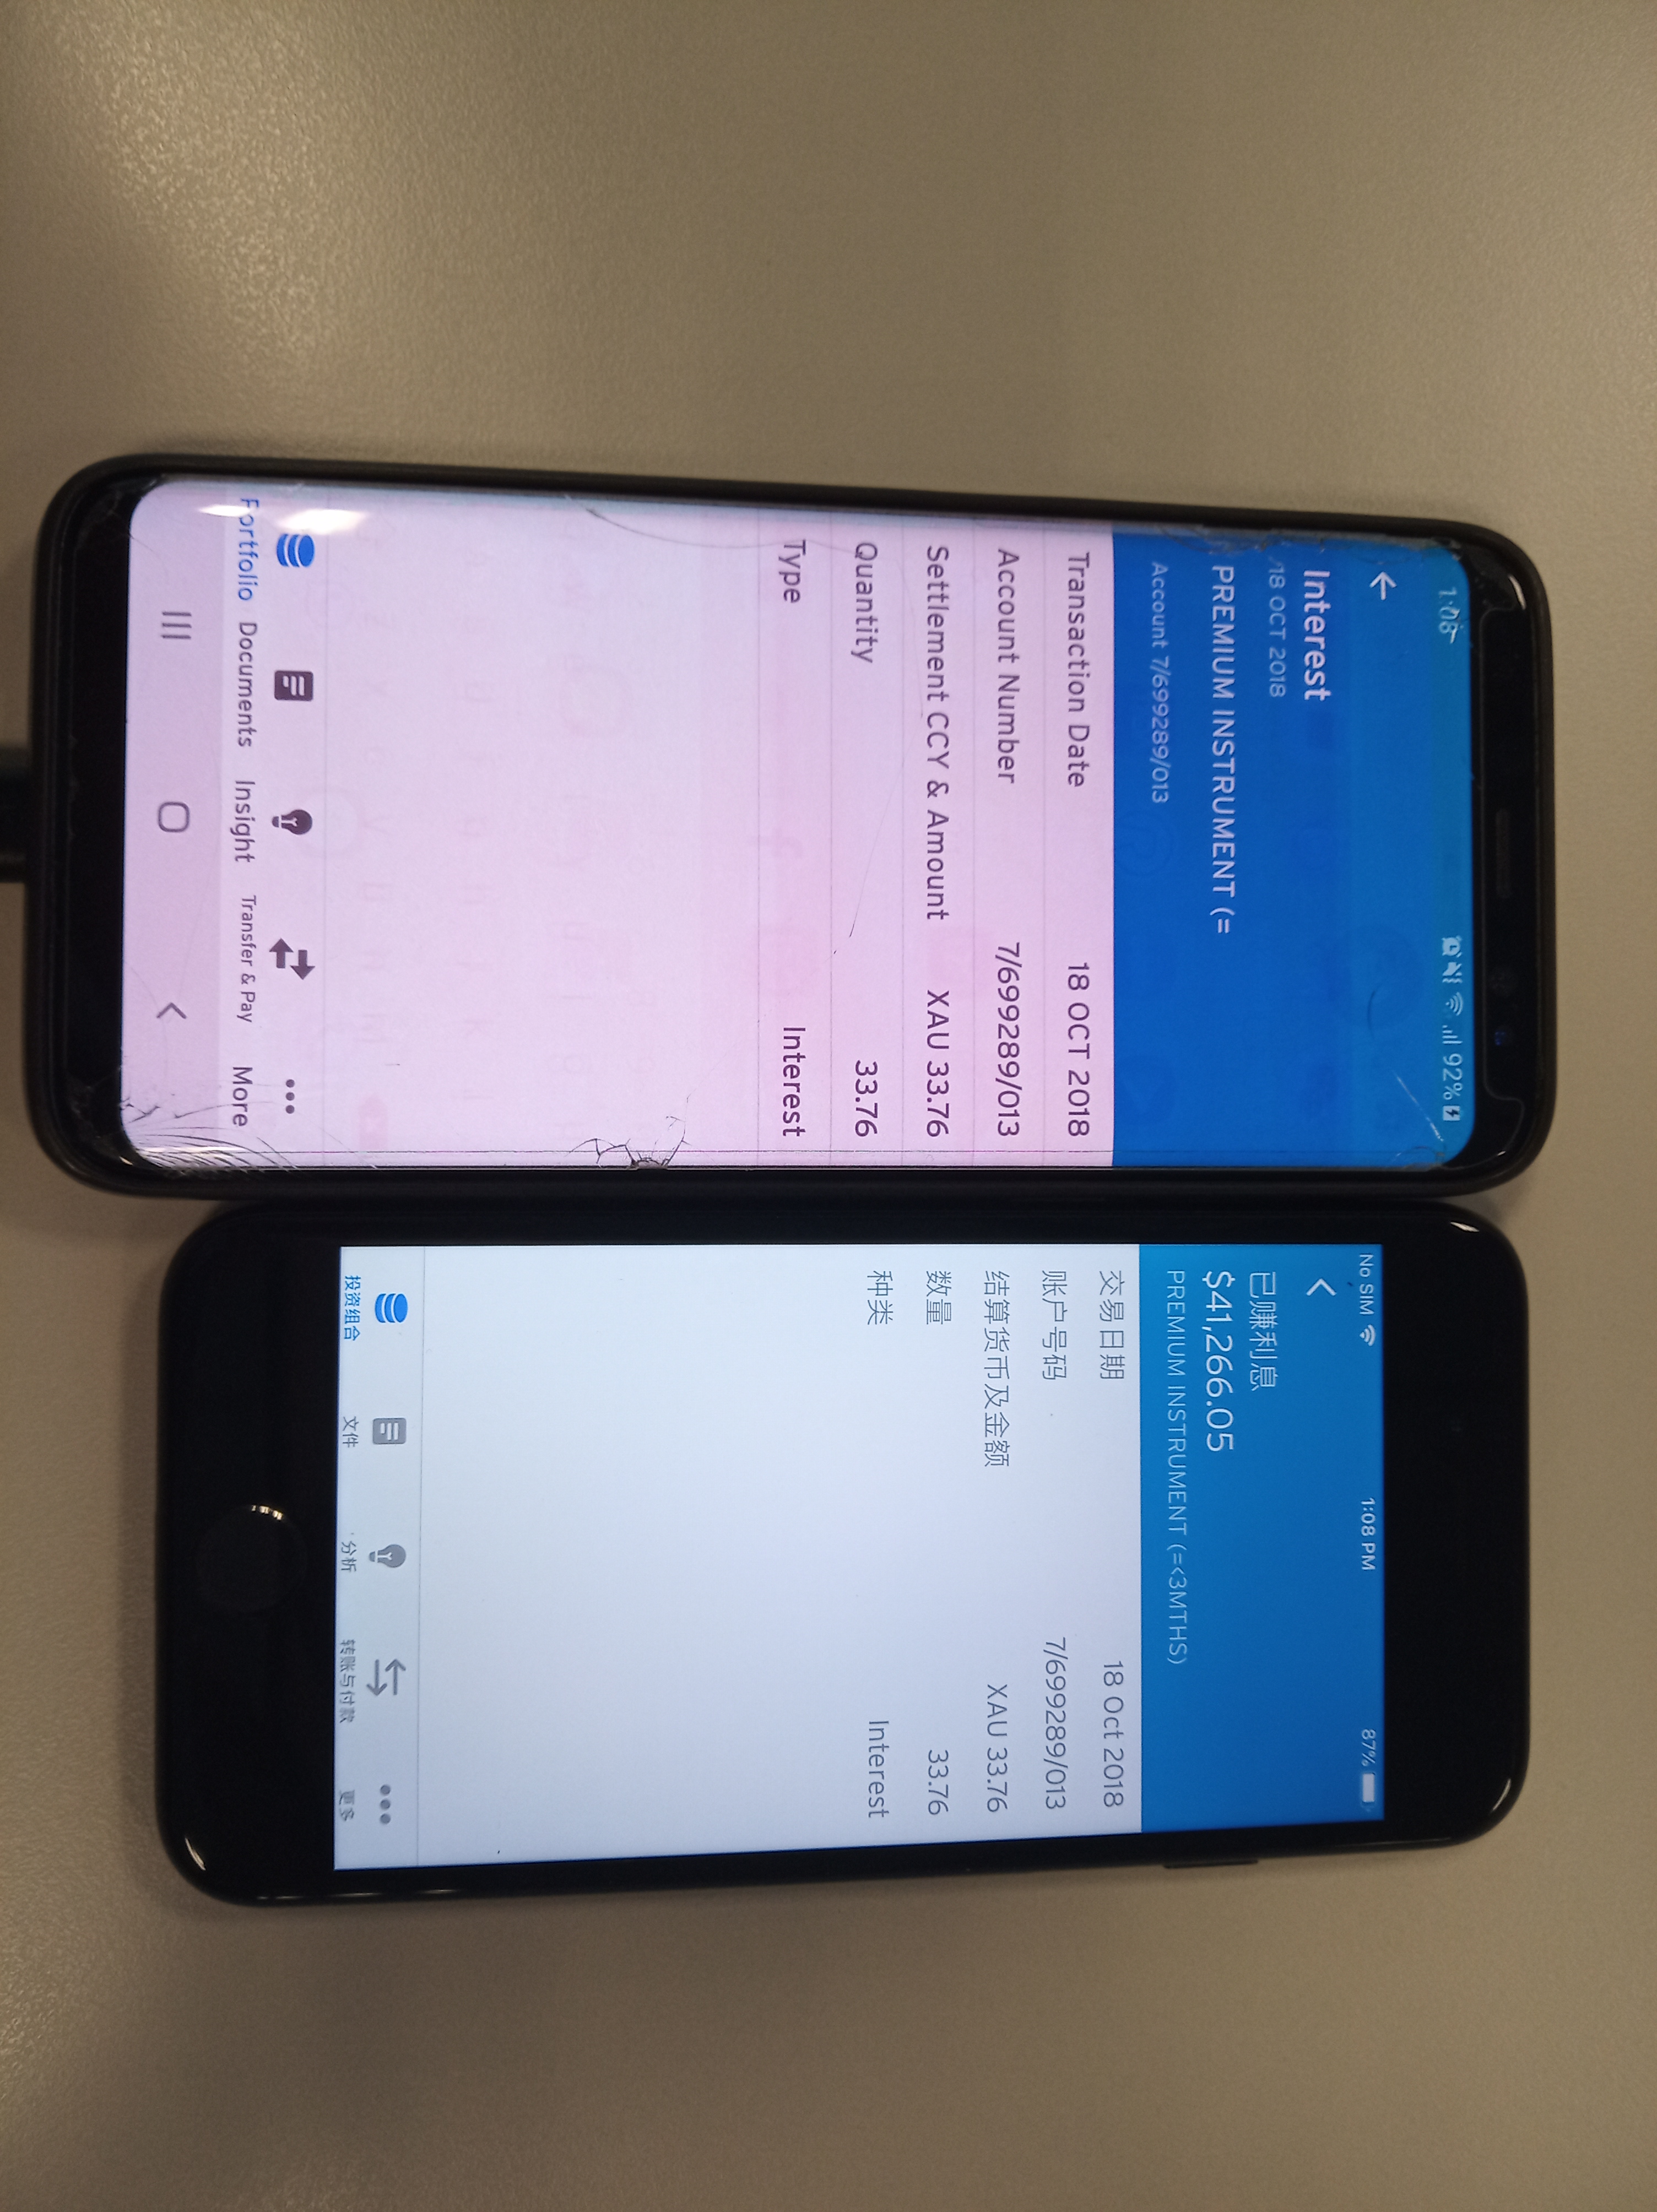 1:08
92%
Interest
18 OCT 2018
PREMIUM INSTRUMENT (=
Account 7/699289/013
Transaction Date 18 OCT 2018
Account Number 7/699289/013
Settlement CCY & Amount XAU 33.76
Quantity 33.76
Type Interest
Portfolio Documents Insight Transfer & Pay More
No SIM 1:08 PM 87%
已赚利息
$41,266.05
PREMIUM INSTRUMENT (=<3MTHS)
交易日期 18 Oct 2018
账户号码 7/699289/013
结算货币及金额 XAU 33.76
数量 33.76
种类 Interest
投资组合 文件 分析 转账与付款 更多